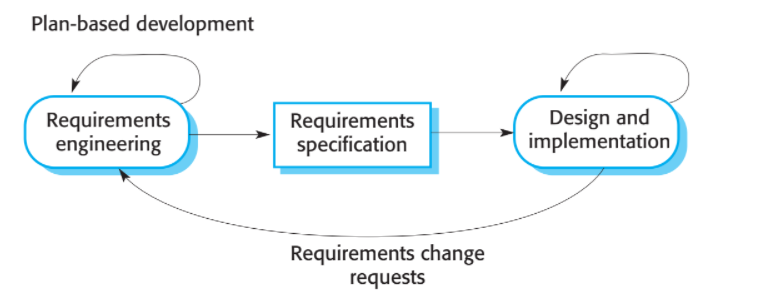 Plan-based development
Requirements
engineering
Requirements
specification
Design and
implementation
Requirements change
requests